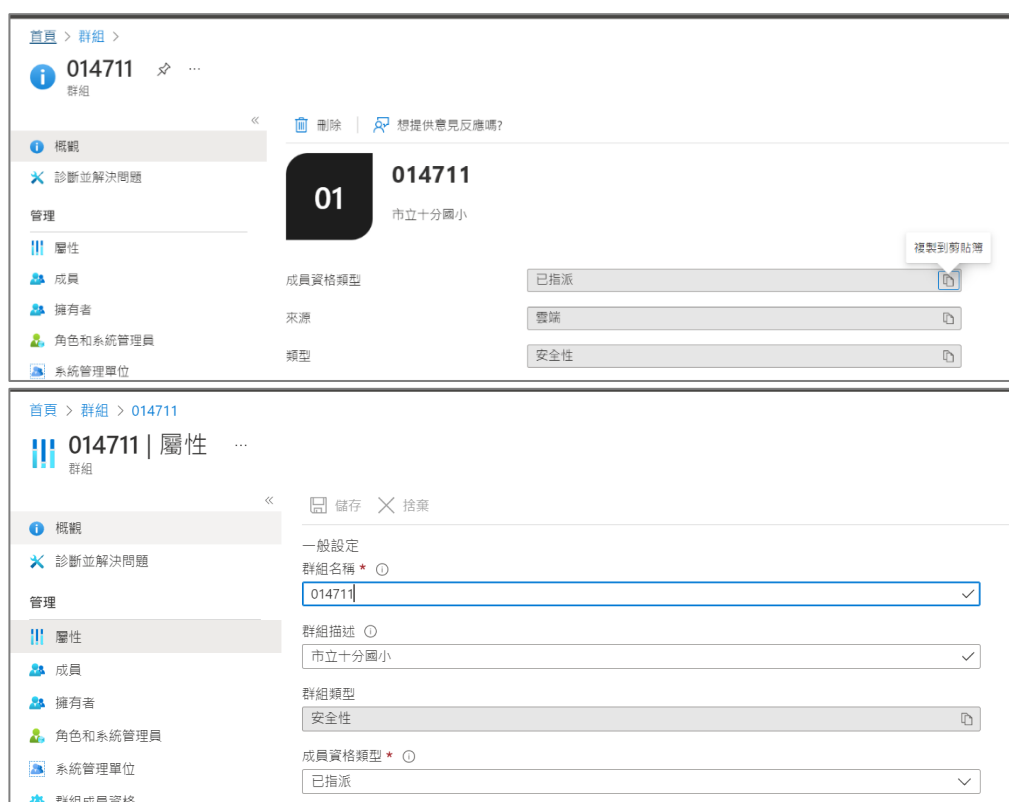 首頁 > 群組 >
014711
群組
刪除 想提供意見反應嗎?
概觀
診斷並解決問題
管理
屬性
成員
擁有者
角色和系統管理員
系統管理單位
01
014711
市立十分國小
複製到剪貼簿
成員資格類型 已指派
來源 雲端
類型 安全性
首頁 > 群組 > 014711
014711 | 屬性
群組
儲存 捨棄
概觀
診斷並解決問題
管理
屬性
成員
擁有者
角色和系統管理員
系統管理單位
群組成員資格
一般設定
群組名稱 *
014711
群組描述
市立十分國小
群組類型
安全性
成員資格類型 *
已指派